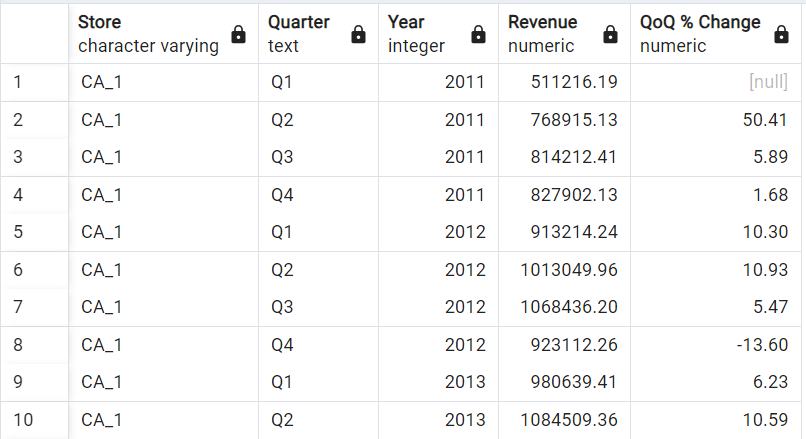 Store Quarter Year Revenue QoQ % Change
character varying text integer numeric numeric
1 CA_1 Q1 2011 511216.19 [null]
2 CA_1 Q2 2011 768915.13 50.41
3 CA_1 Q3 2011 814212.41 5.89
4 CA_1 Q4 2011 827902.13 1.68
5 CA_1 Q1 2012 913214.24 10.30
6 CA_1 Q2 2012 1013049.96 10.93
7 CA_1 Q3 2012 1068436.20 5.47
8 CA_1 Q4 2012 923112.26 -13.60
9 CA_1 Q1 2013 980639.41 6.23
10 CA_1 Q2 2013 1084509.36 10.59